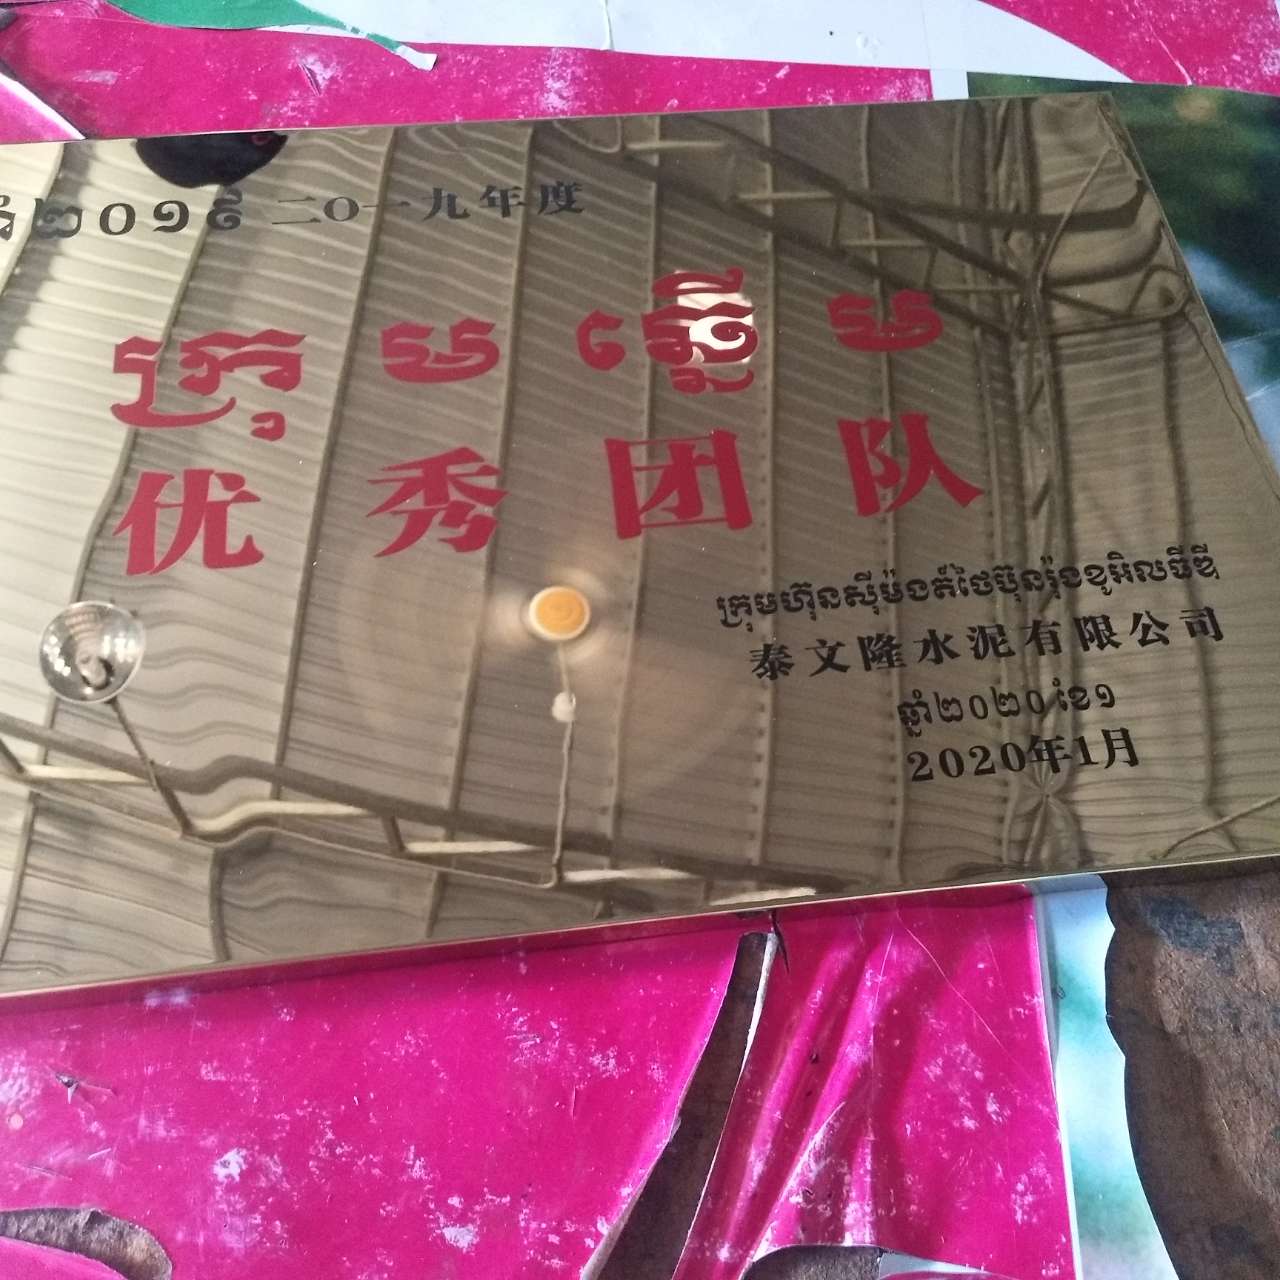 ២០១៩ 二〇一九年度
ក្រុមឆ្នើម
优秀团队
ក្រុមហ៊ុនស៊ីម៉ងត៍ថៃប៊ុនរ៉ុងខូអិលធីឌី
泰文隆水泥有限公司
ឆ្នាំ២០២០ ខែ១
2020年1月